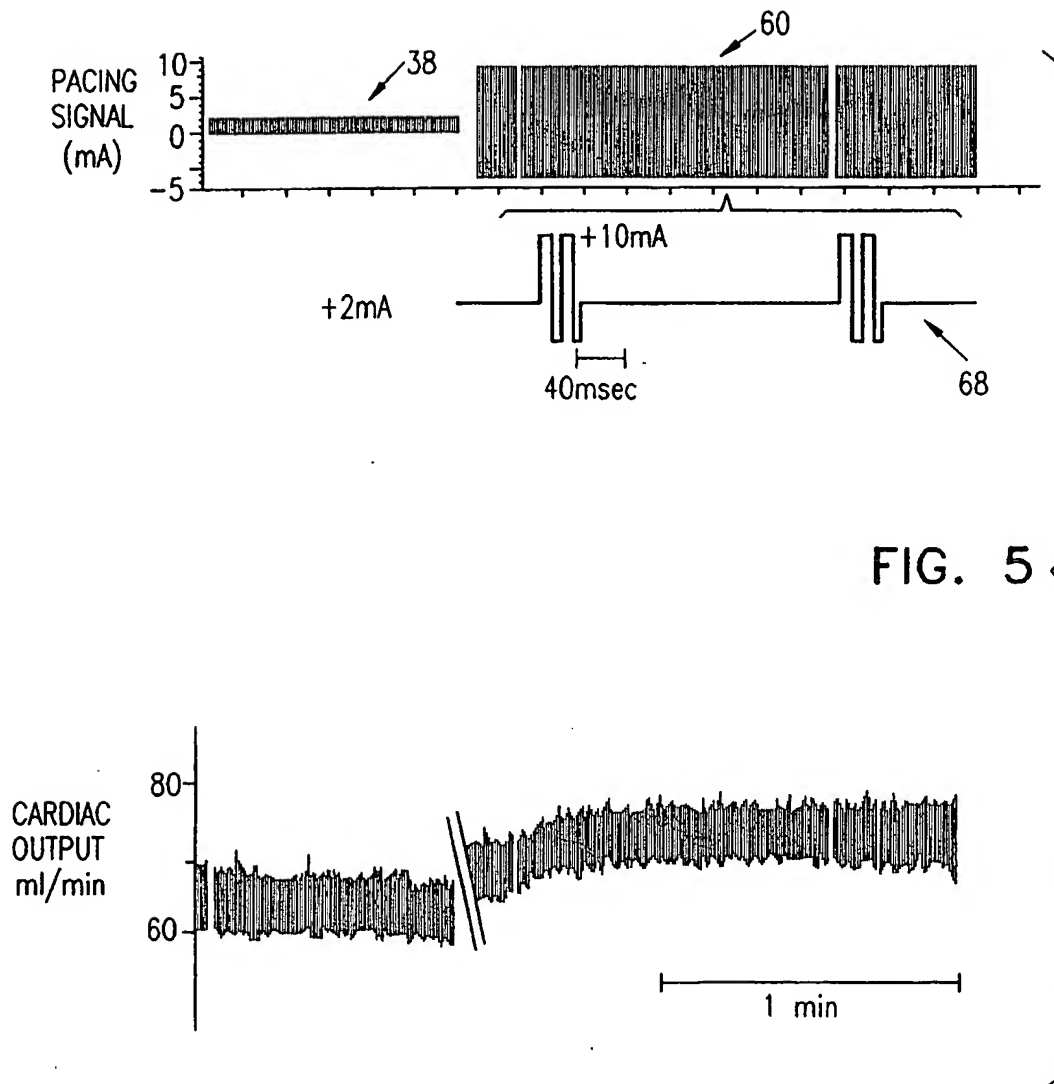 60
38
PACING
SIGNAL
(mA)
10
5
0
-5
+10mA
+2mA
40msec
68
FIG. 5
80
CARDIAC
OUTPUT
ml/min
60
1 min